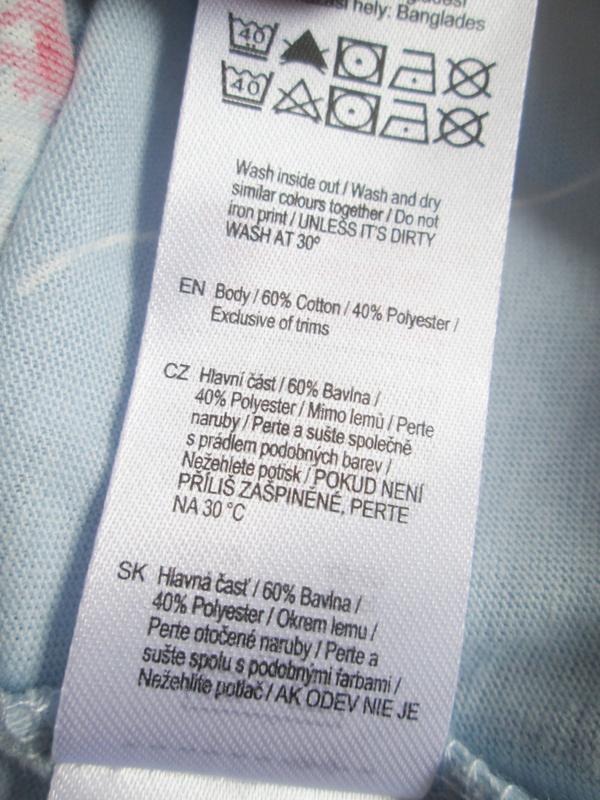 hely: Banglades
40
40
Wash inside out / Wash and dry
similar colours together / Do not
iron print / UNLESS IT'S DIRTY
WASH AT 30º
EN Body / 60% Cotton / 40% Polyester /
Exclusive of trims
CZ Hlavní část / 60% Bavlna /
40% Polyester / Mimo lemů / Perte
naruby / Perte a sušte společně
s prádlem podobných barev /
Nežehlete potisk / POKUD NENÍ
PŘÍLIŠ ZAŠPINĚNÉ, PERTE
NA 30 °C
SK Hlavná časť / 60% Bavlna /
40% Polyester / Okrem lemu /
Perte otočené naruby / Perte a
sušte spolu s podobnými farbami /
Nežehlite potlač / AK ODEV NIE JE